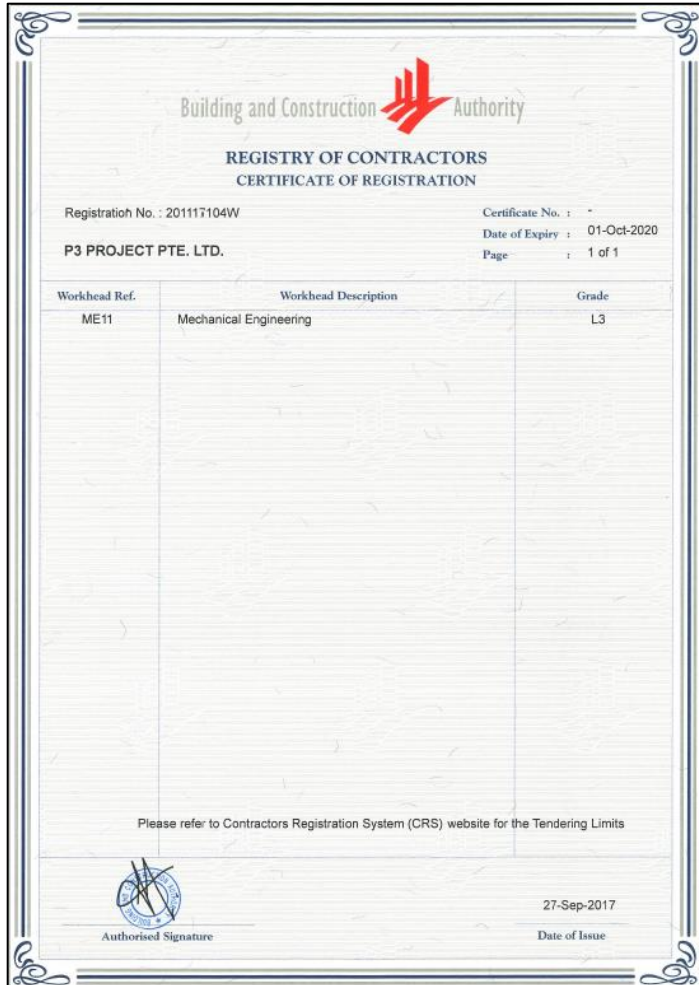 Building and Construction Authority
REGISTRY OF CONTRACTORS
CERTIFICATE OF REGISTRATION
Registration No. : 201117104W
Certificate No. : -
Date of Expiry : 01-Oct-2020
P3 PROJECT PTE. LTD.
Page : 1 of 1
Workhead Ref. Workhead Description Grade
ME11 Mechanical Engineering L3
Please refer to Contractors Registration System (CRS) website for the Tendering Limits
27-Sep-2017
Authorised Signature Date of Issue